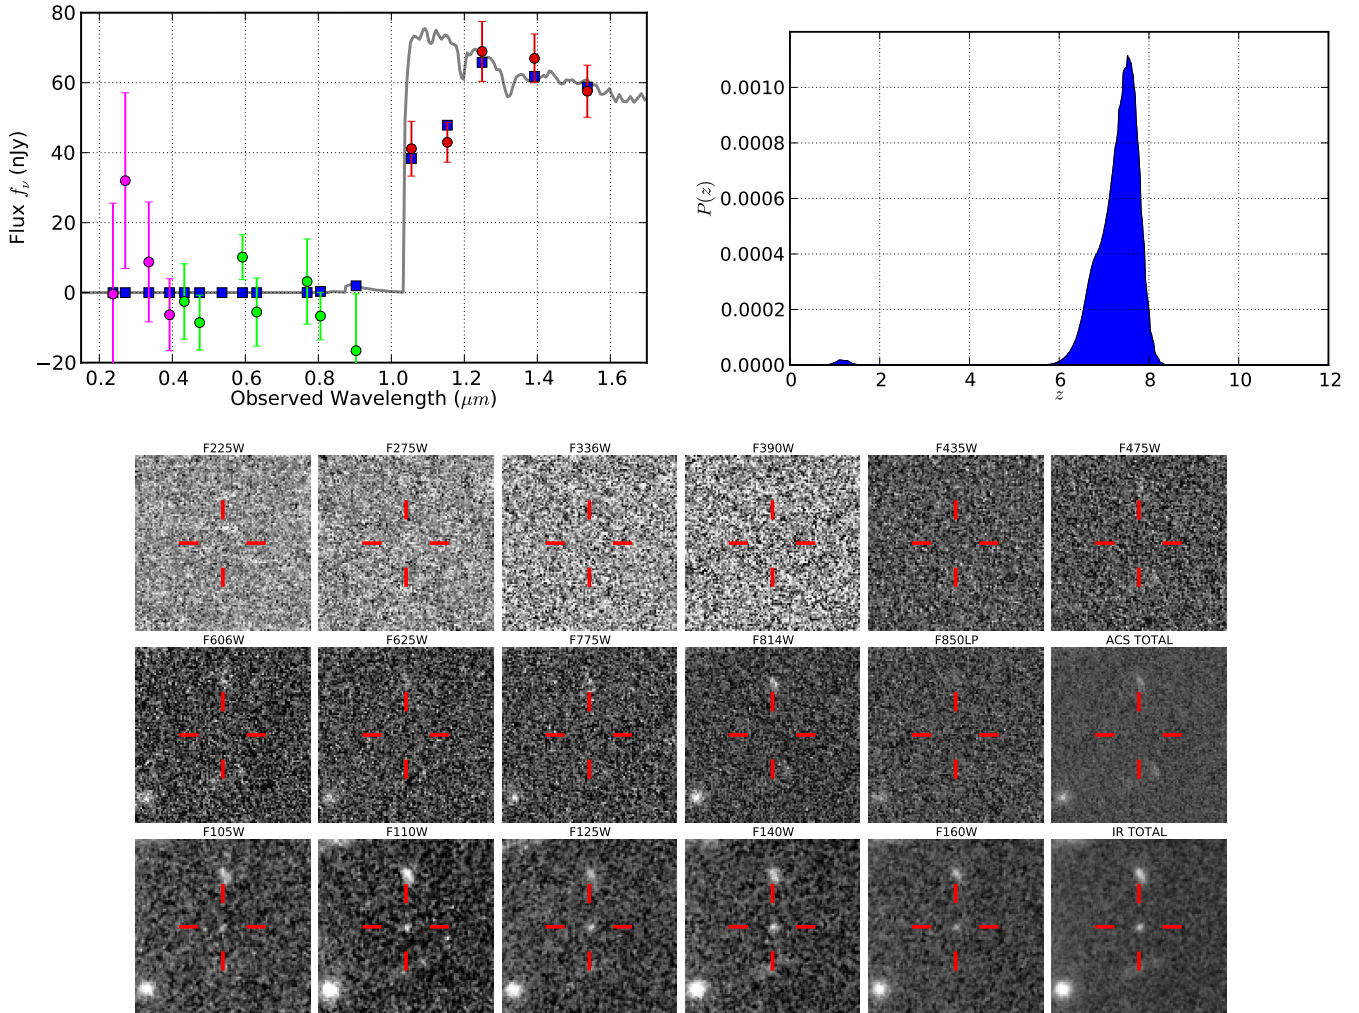 80
60
40
20
0
−20
Flux fν (nJy)
0.2 0.4 0.6 0.8 1.0 1.2 1.4 1.6
Observed Wavelength (μm)
0.0010
0.0008
0.0006
0.0004
0.0002
0.0000
P(z)
0 2 4 6 8 10 12
z
F225W F275W F336W F390W F435W F475W
F606W F625W F775W F814W F850LP ACS TOTAL
F105W F110W F125W F140W F160W IR TOTAL